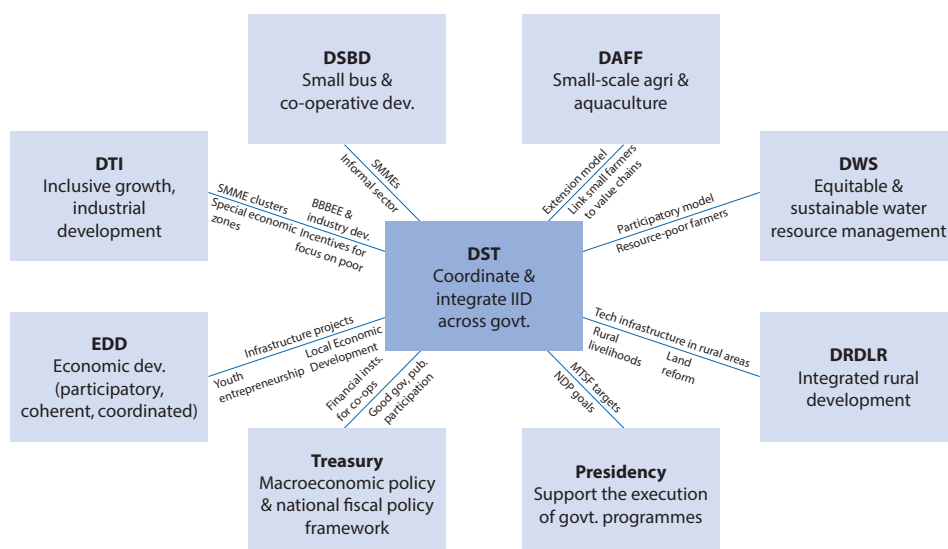 DSBD
Small bus &
co-operative dev.
DAFF
Small-scale agri &
aquaculture
DTI
Inclusive growth,
industrial
development
DWS
Equitable &
sustainable water
resource management
SMMEs
Informal sector
Extension model
Link small farmers
to value chains
SMME clusters
Special economic
zones
BBBEE &
industry dev.
Incentives for
focus on poor
Participatory model
Resource-poor farmers
DST
Coordinate &
integrate IID
across govt.
EDD
Economic dev.
(participatory,
coherent, coordinated)
Infrastructure projects
Youth
entrepreneurship
Local Economic
Development
Financial insts.
for co-ops
Good gov, pub.
participation
MTSF targets
NDP goals
Tech infrastructure in rural areas
Rural
livelihoods
Land
reform
DRDLR
Integrated rural
development
Treasury
Macroeconomic policy
& national fiscal policy
framework
Presidency
Support the execution
of govt. programmes